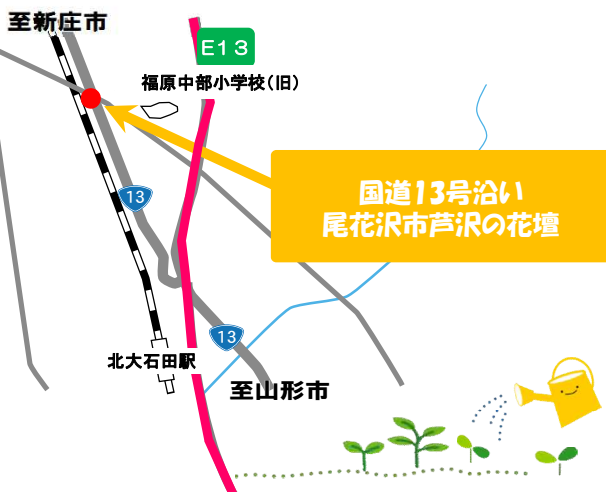 至新庄市
E13
福原中部小学校(旧)
国道13号沿い
尾花沢市芦沢の花壇
13
13
北大石田駅
至山形市